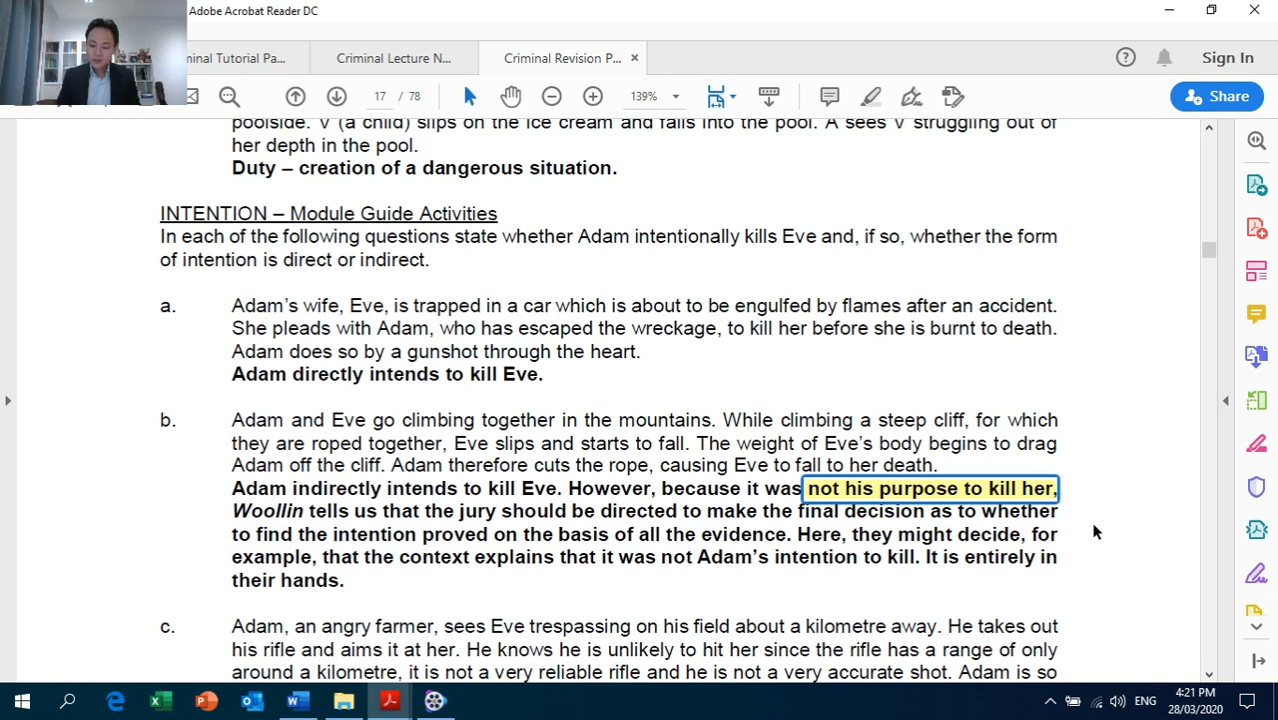 Adobe Acrobat Reader DC
minal Tutorial Pa...
Criminal Lecture N...
Criminal Revision P...
Sign In
17 / 78
139%
Share
poolside. V (a child) slips on the ice cream and falls into the pool. A sees V struggling out of
her depth in the pool.
Duty – creation of a dangerous situation.
INTENTION – Module Guide Activities
In each of the following questions state whether Adam intentionally kills Eve and, if so, whether the form
of intention is direct or indirect.
a. Adam's wife, Eve, is trapped in a car which is about to be engulfed by flames after an accident.
She pleads with Adam, who has escaped the wreckage, to kill her before she is burnt to death.
Adam does so by a gunshot through the heart.
Adam directly intends to kill Eve.
b. Adam and Eve go climbing together in the mountains. While climbing a steep cliff, for which
they are roped together, Eve slips and starts to fall. The weight of Eve's body begins to drag
Adam off the cliff. Adam therefore cuts the rope, causing Eve to fall to her death.
Adam indirectly intends to kill Eve. However, because it was not his purpose to kill her,
Woollin tells us that the jury should be directed to make the final decision as to whether
to find the intention proved on the basis of all the evidence. Here, they might decide, for
example, that the context explains that it was not Adam's intention to kill. It is entirely in
their hands.
c. Adam, an angry farmer, sees Eve trespassing on his field about a kilometre away. He takes out
his rifle and aims it at her. He knows he is unlikely to hit her since the rifle has a range of only
around a kilometre, it is not a very reliable rifle and he is not a very accurate shot. Adam is so
ENG
4:21 PM
28/03/2020